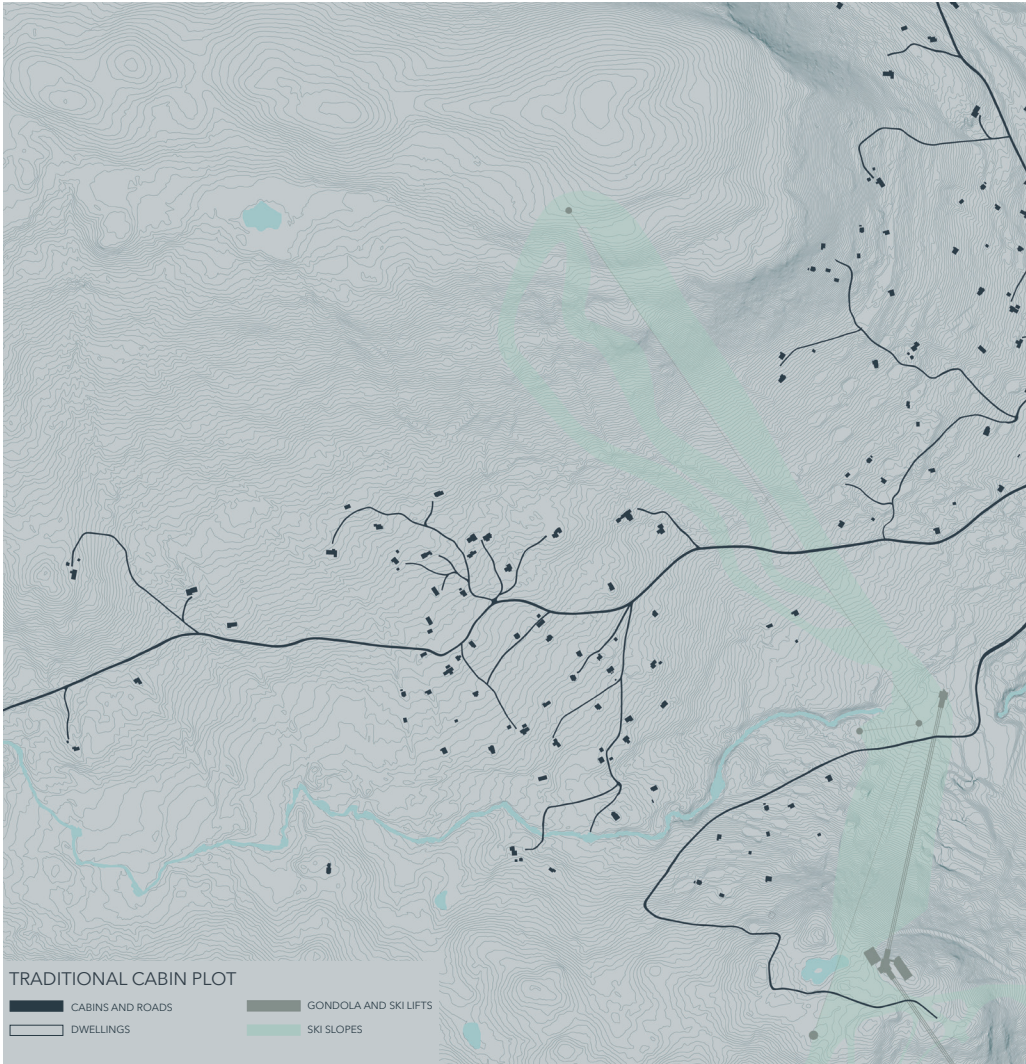 TRADITIONAL CABIN PLOT
CABINS AND ROADS
GONDOLA AND SKI LIFTS
DWELLINGS
SKI SLOPES